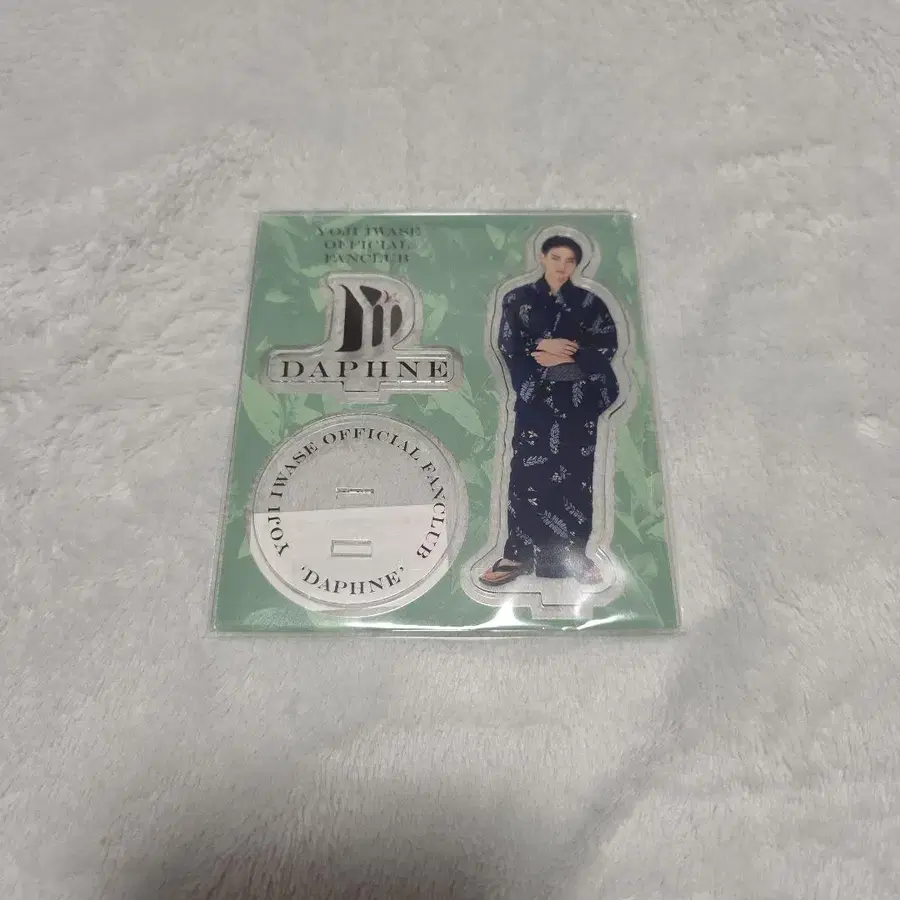 YOJI IWASE
OFFICIAL
FANCLUB
DAPHNE
YOJI IWASE OFFICIAL FANCLUB
'DAPHNE'